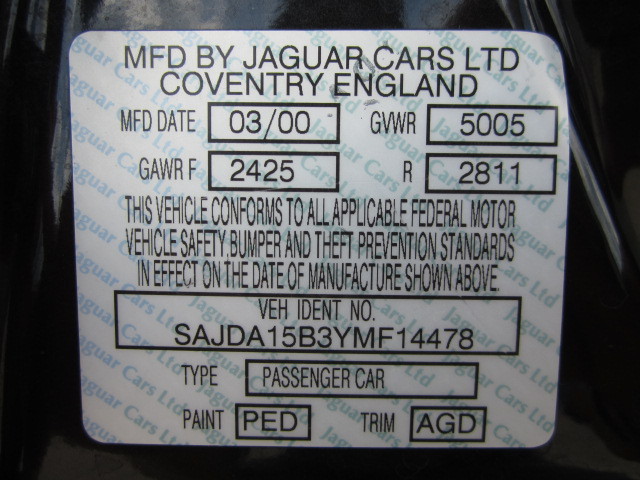 MFD BY JAGUAR CARS LTD
COVENTRY ENGLAND
MFD DATE 03/00 GVWR 5005
GAWR F 2425 R 2811
THIS VEHICLE CONFORMS TO ALL APPLICABLE FEDERAL MOTOR
VEHICLE SAFETY.BUMPER AND THEFT PREVENTION STANDARDS
IN EFFECT ON THE DATE OF MANUFACTURE SHOWN ABOVE.
VEH IDENT NO.
SAJDA15B3YMF14478
TYPE PASSENGER CAR
PAINT PED TRIM AGD